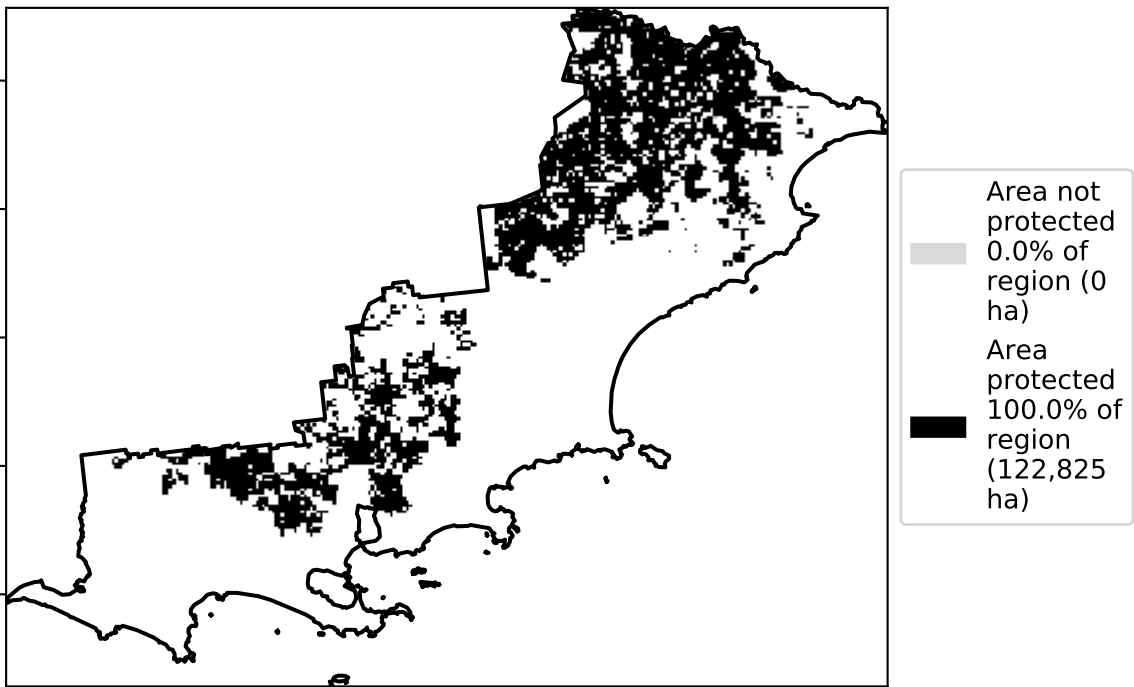 Area not
protected
0.0% of
region (0
ha)
Area
protected
100.0% of
region
(122,825
ha)